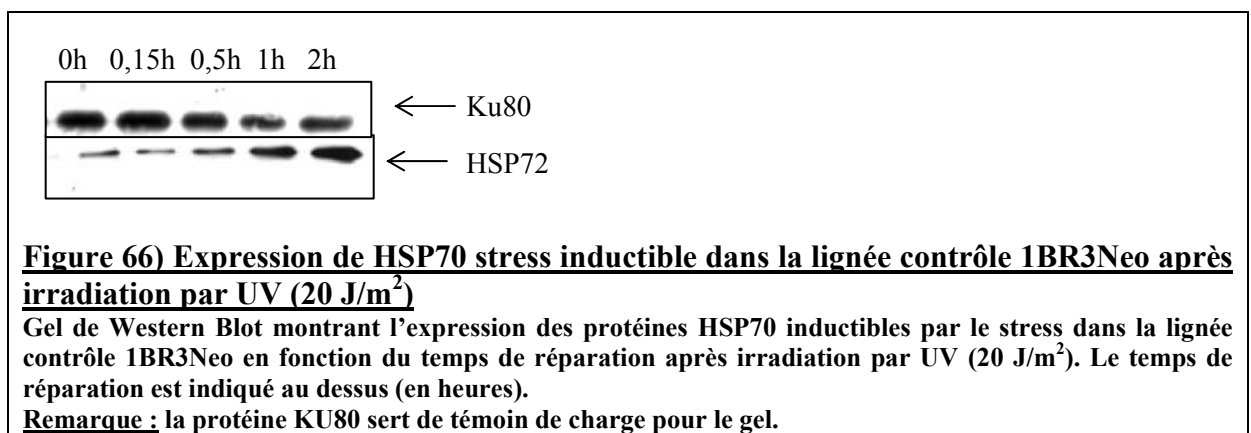 0h 0,15h 0,5h 1h 2h
Ku80
HSP72
Figure 66) Expression de HSP70 stress inductible dans la lignée contrôle 1BR3Neo après
irradiation par UV (20 J/m²)
Gel de Western Blot montrant l'expression des protéines HSP70 inductibles par le stress dans la lignée
contrôle 1BR3Neo en fonction du temps de réparation après irradiation par UV (20 J/m²). Le temps de
réparation est indiqué au dessus (en heures).
Remarque : la protéine KU80 sert de témoin de charge pour le gel.